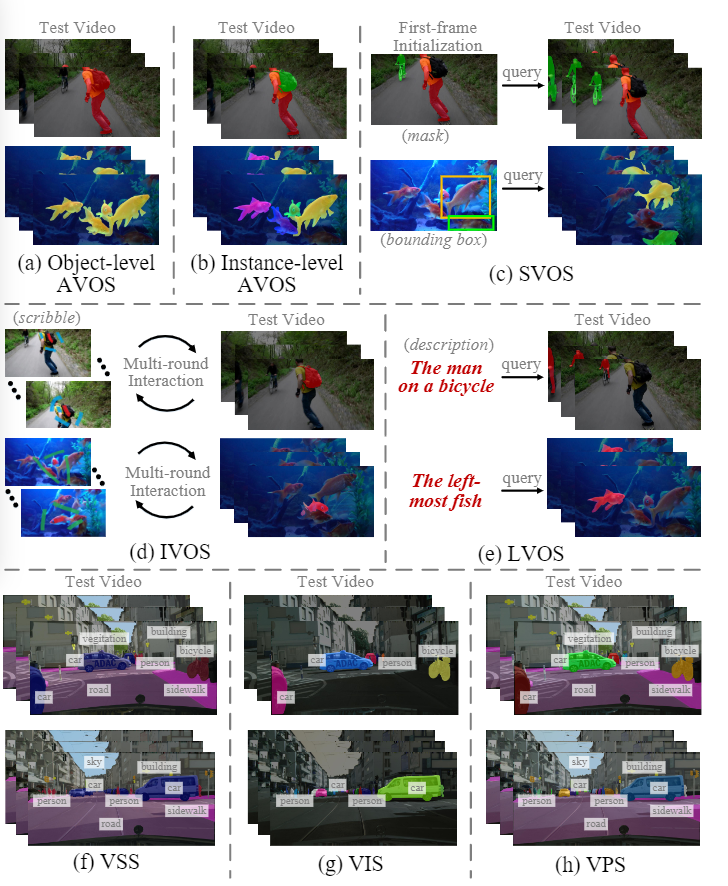 Test Video
Test Video
First-frame
Initialization
Test Video
query
(mask)
query
(bounding box)
(a) Object-level
AVOS
(b) Instance-level
AVOS
(c) SVOS
(scribble)
Multi-round
Interaction
Test Video
Multi-round
Interaction
(d) IVOS
Test Video
(description)
The man
on a bicycle
query
The left-
most fish
query
(e) LVOS
Test Video
building
vegitation
bicycle
car
ADAC
person
road
sidewalk
car
sky
building
car
car
person
person
sidewalk
road
(f) VSS
Test Video
bicycle
car
ADAC
person
car
car
car
person
person
(g) VIS
Test Video
building
vegitation
bicycle
car
ADAC
person
road
sidewalk
car
sky
building
car
car
person
person
sidewalk
road
(h) VPS